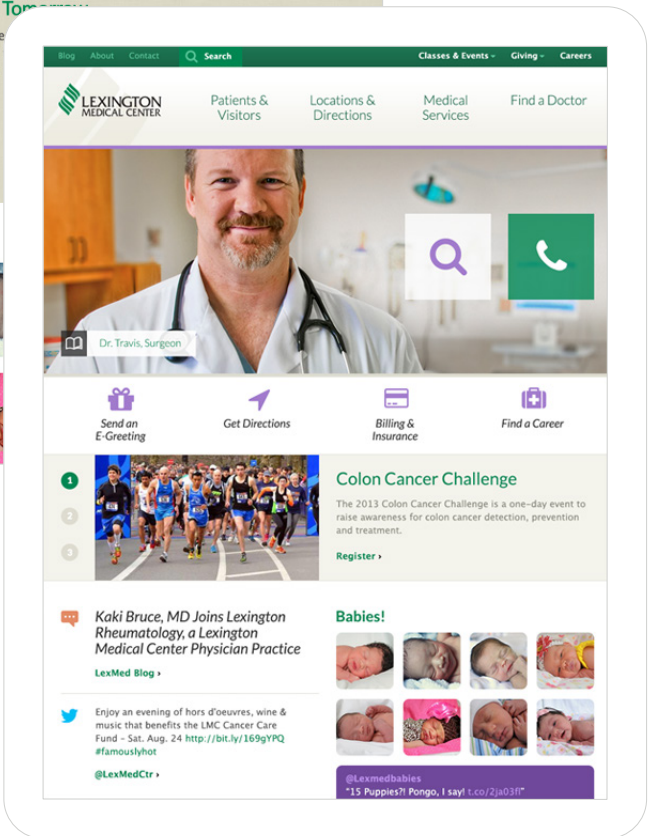 Blog About Contact Search Classes & Events Giving Careers
LEXINGTON
MEDICAL CENTER
Patients &
Visitors
Locations &
Directions
Medical
Services
Find a Doctor
Dr. Travis, Surgeon
Send an
E-Greeting
Get Directions
Billing &
Insurance
Find a Career
1
2
3
Colon Cancer Challenge
The 2013 Colon Cancer Challenge is a one-day event to
raise awareness for colon cancer detection, prevention
and treatment.
Register ›
Kaki Bruce, MD Joins Lexington
Rheumatology, a Lexington
Medical Center Physician Practice
LexMed Blog ›
Enjoy an evening of hors d'oeuvres, wine &
music that benefits the LMC Cancer Care
Fund – Sat. Aug. 24 http://bit.ly/169gYPQ
#famouslyhot
@LexMedCtr ›
Babies!
@Lexmedbabies
"15 Puppies?! Pongo, I say! t.co/2ja03fl"